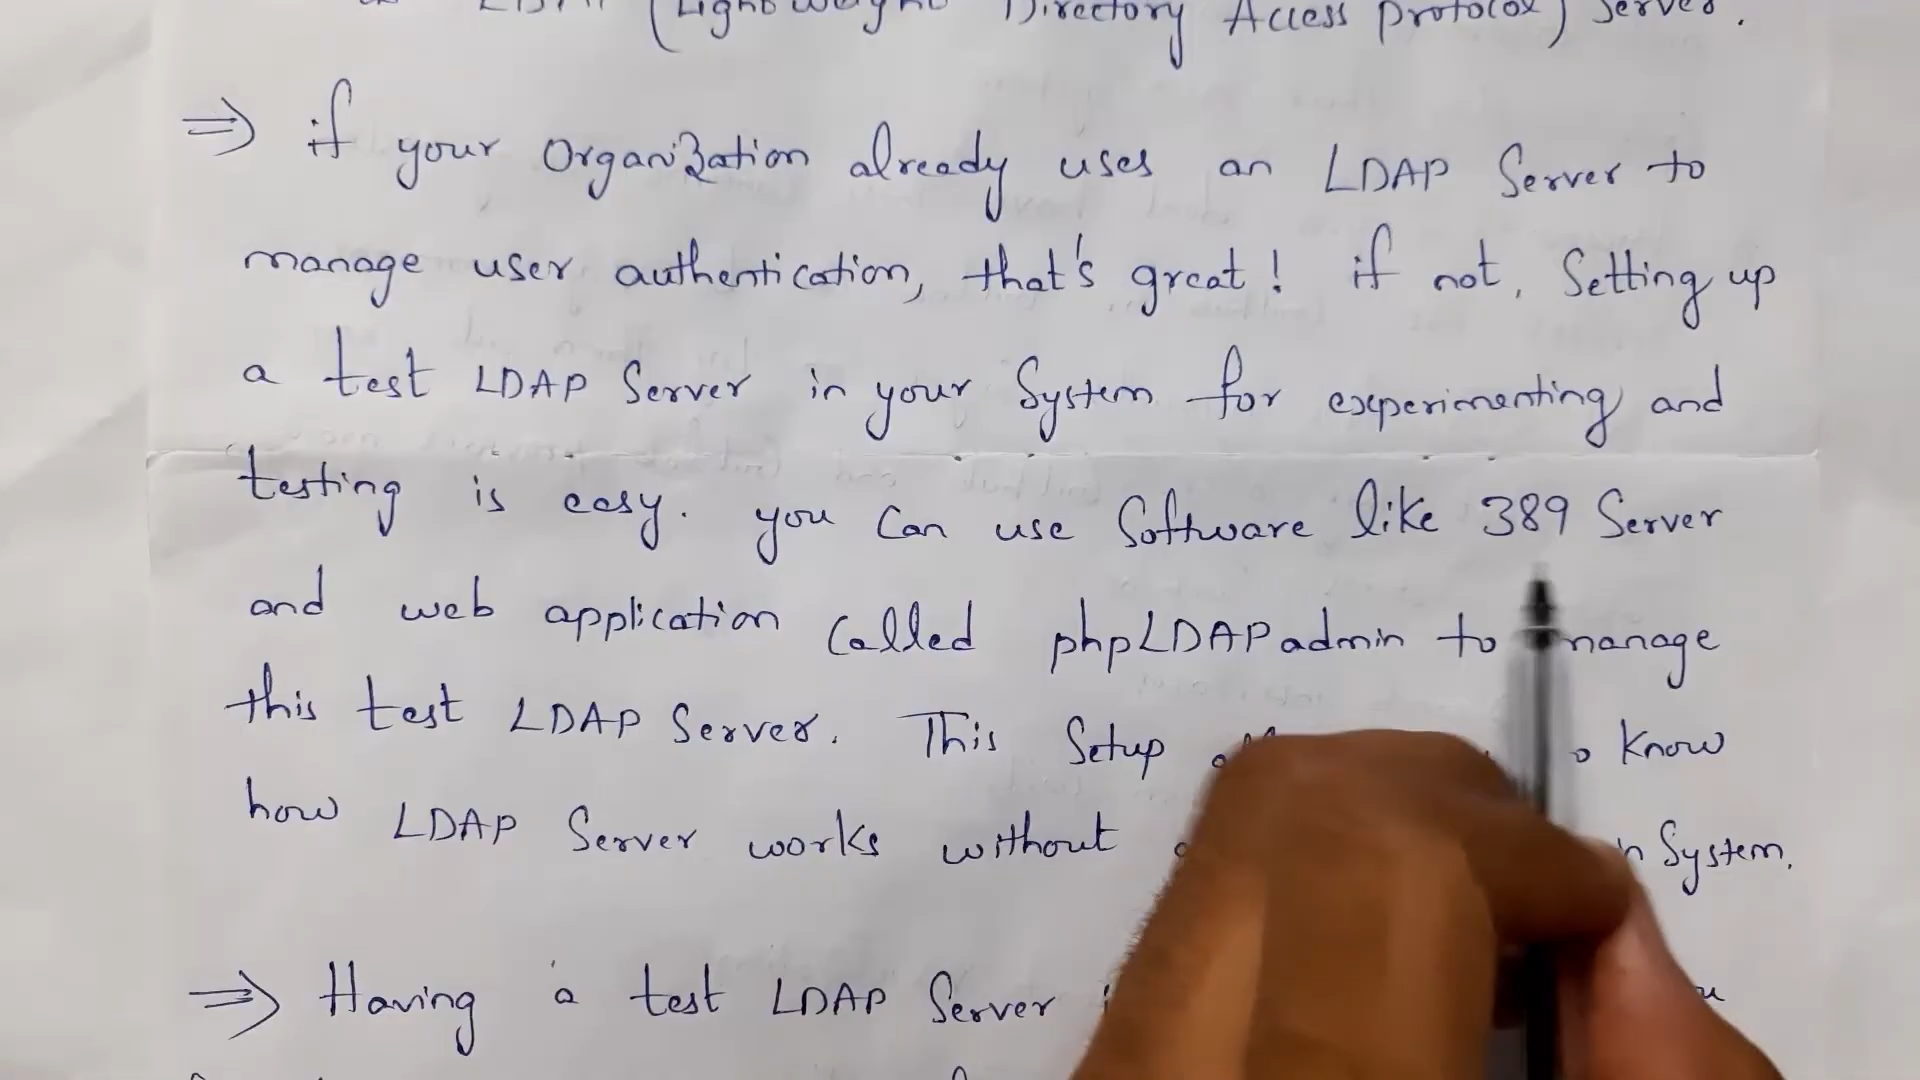 (Lightweight Directory Access Protocol) Server.
⇒ if your Organization already uses an LDAP Server to
manage user authentication, that's great! if not, Setting up
a test LDAP Server in your System for experimenting and
testing is easy. you can use Software like 389 Server
and web application called phpLDAPadmin to manage
this test LDAP Server. This Setup know
how LDAP Server works without System.
⇒ Having a test LDAP Server